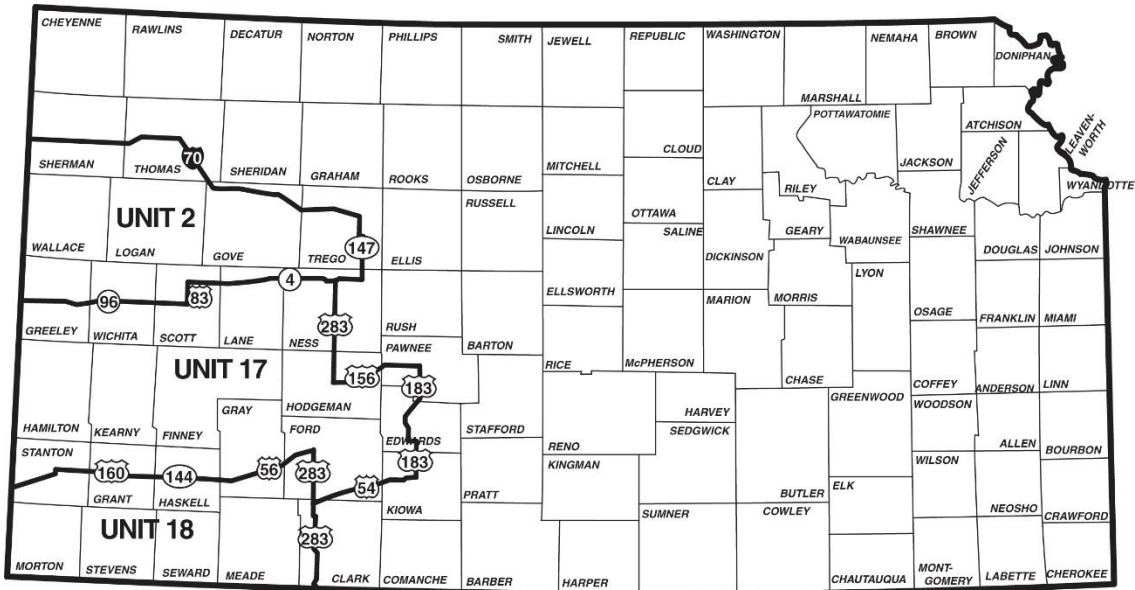 CHEYENNE
RAWLINS
DECATUR
NORTON
PHILLIPS
SMITH
JEWELL
REPUBLIC
WASHINGTON
MARSHALL
NEMAHA
BROWN
DONIPHAN
SHERMAN
THOMAS
70
SHERIDAN
GRAHAM
ROOKS
OSBORNE
MITCHELL
CLOUD
CLAY
RILEY
POTTAWATOMIE
JACKSON
ATCHISON
JEFFERSON
LEAVEN-
WORTH
WYANDOTTE
UNIT 2
WALLACE
LOGAN
GOVE
TREGO
147
ELLIS
RUSSELL
LINCOLN
OTTAWA
SALINE
DICKINSON
GEARY
WABAUNSEE
SHAWNEE
DOUGLAS
JOHNSON
96
83
4
283
GREELEY
WICHITA
SCOTT
LANE
NESS
RUSH
BARTON
ELLSWORTH
RICE
McPHERSON
MARION
MORRIS
CHASE
LYON
OSAGE
FRANKLIN
MIAMI
UNIT 17
156
PAWNEE
183
HAMILTON
KEARNY
FINNEY
GRAY
HODGEMAN
FORD
EDWARDS
STAFFORD
RENO
HARVEY
SEDGWICK
BUTLER
GREENWOOD
COFFEY
ANDERSON
LINN
WOODSON
ALLEN
BOURBON
STANTON
160
GRANT
144
HASKELL
56
283
54
183
KIOWA
PRATT
KINGMAN
WILSON
NEOSHO
CRAWFORD
ELK
UNIT 18
283
MORTON
STEVENS
SEWARD
MEADE
CLARK
COMANCHE
BARBER
HARPER
SUMNER
COWLEY
CHAUTAUQUA
MONT-
GOMERY
LABETTE
CHEROKEE